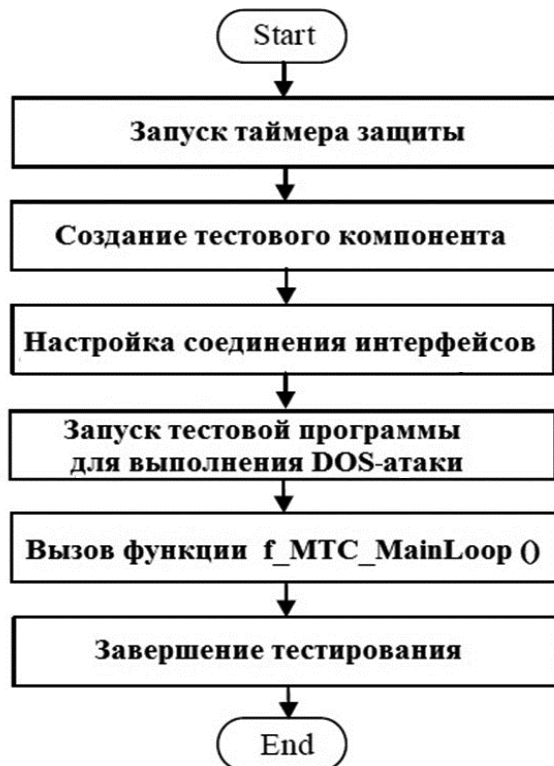 Start
Запуск таймера защиты
Создание тестового компонента
Настройка соединения интерфейсов
Запуск тестовой программы
для выполнения DOS-атаки
Вызов функции f_MTC_MainLoop ()
Завершение тестирования
End